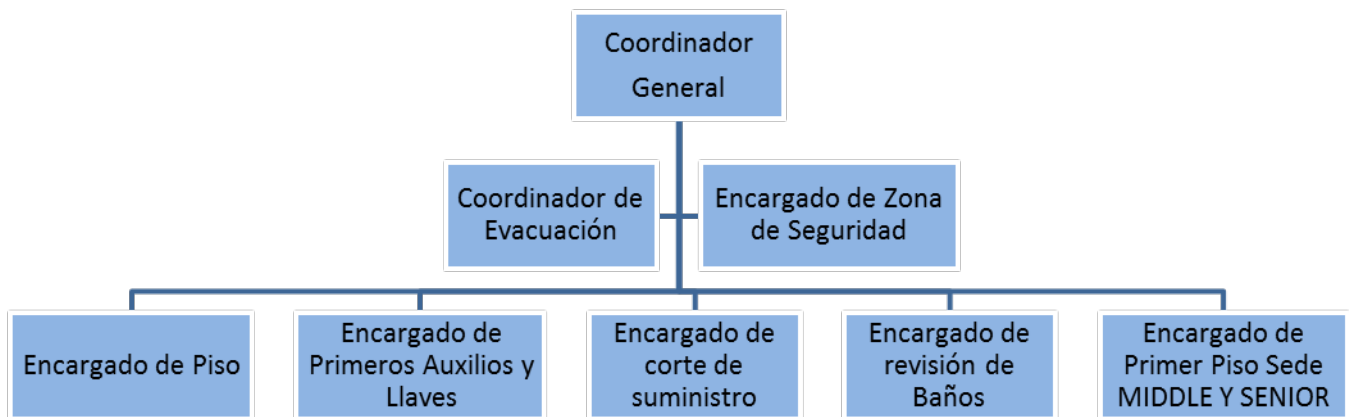 Coordinador
General
Coordinador de
Evacuación
Encargado de Zona
de Seguridad
Encargado de Piso
Encargado de
Primeros Auxilios y
Llaves
Encargado de
corte de
suministro
Encargado de
revisión de
Baños
Encargado de
Primer Piso Sede
MIDDLE Y SENIOR